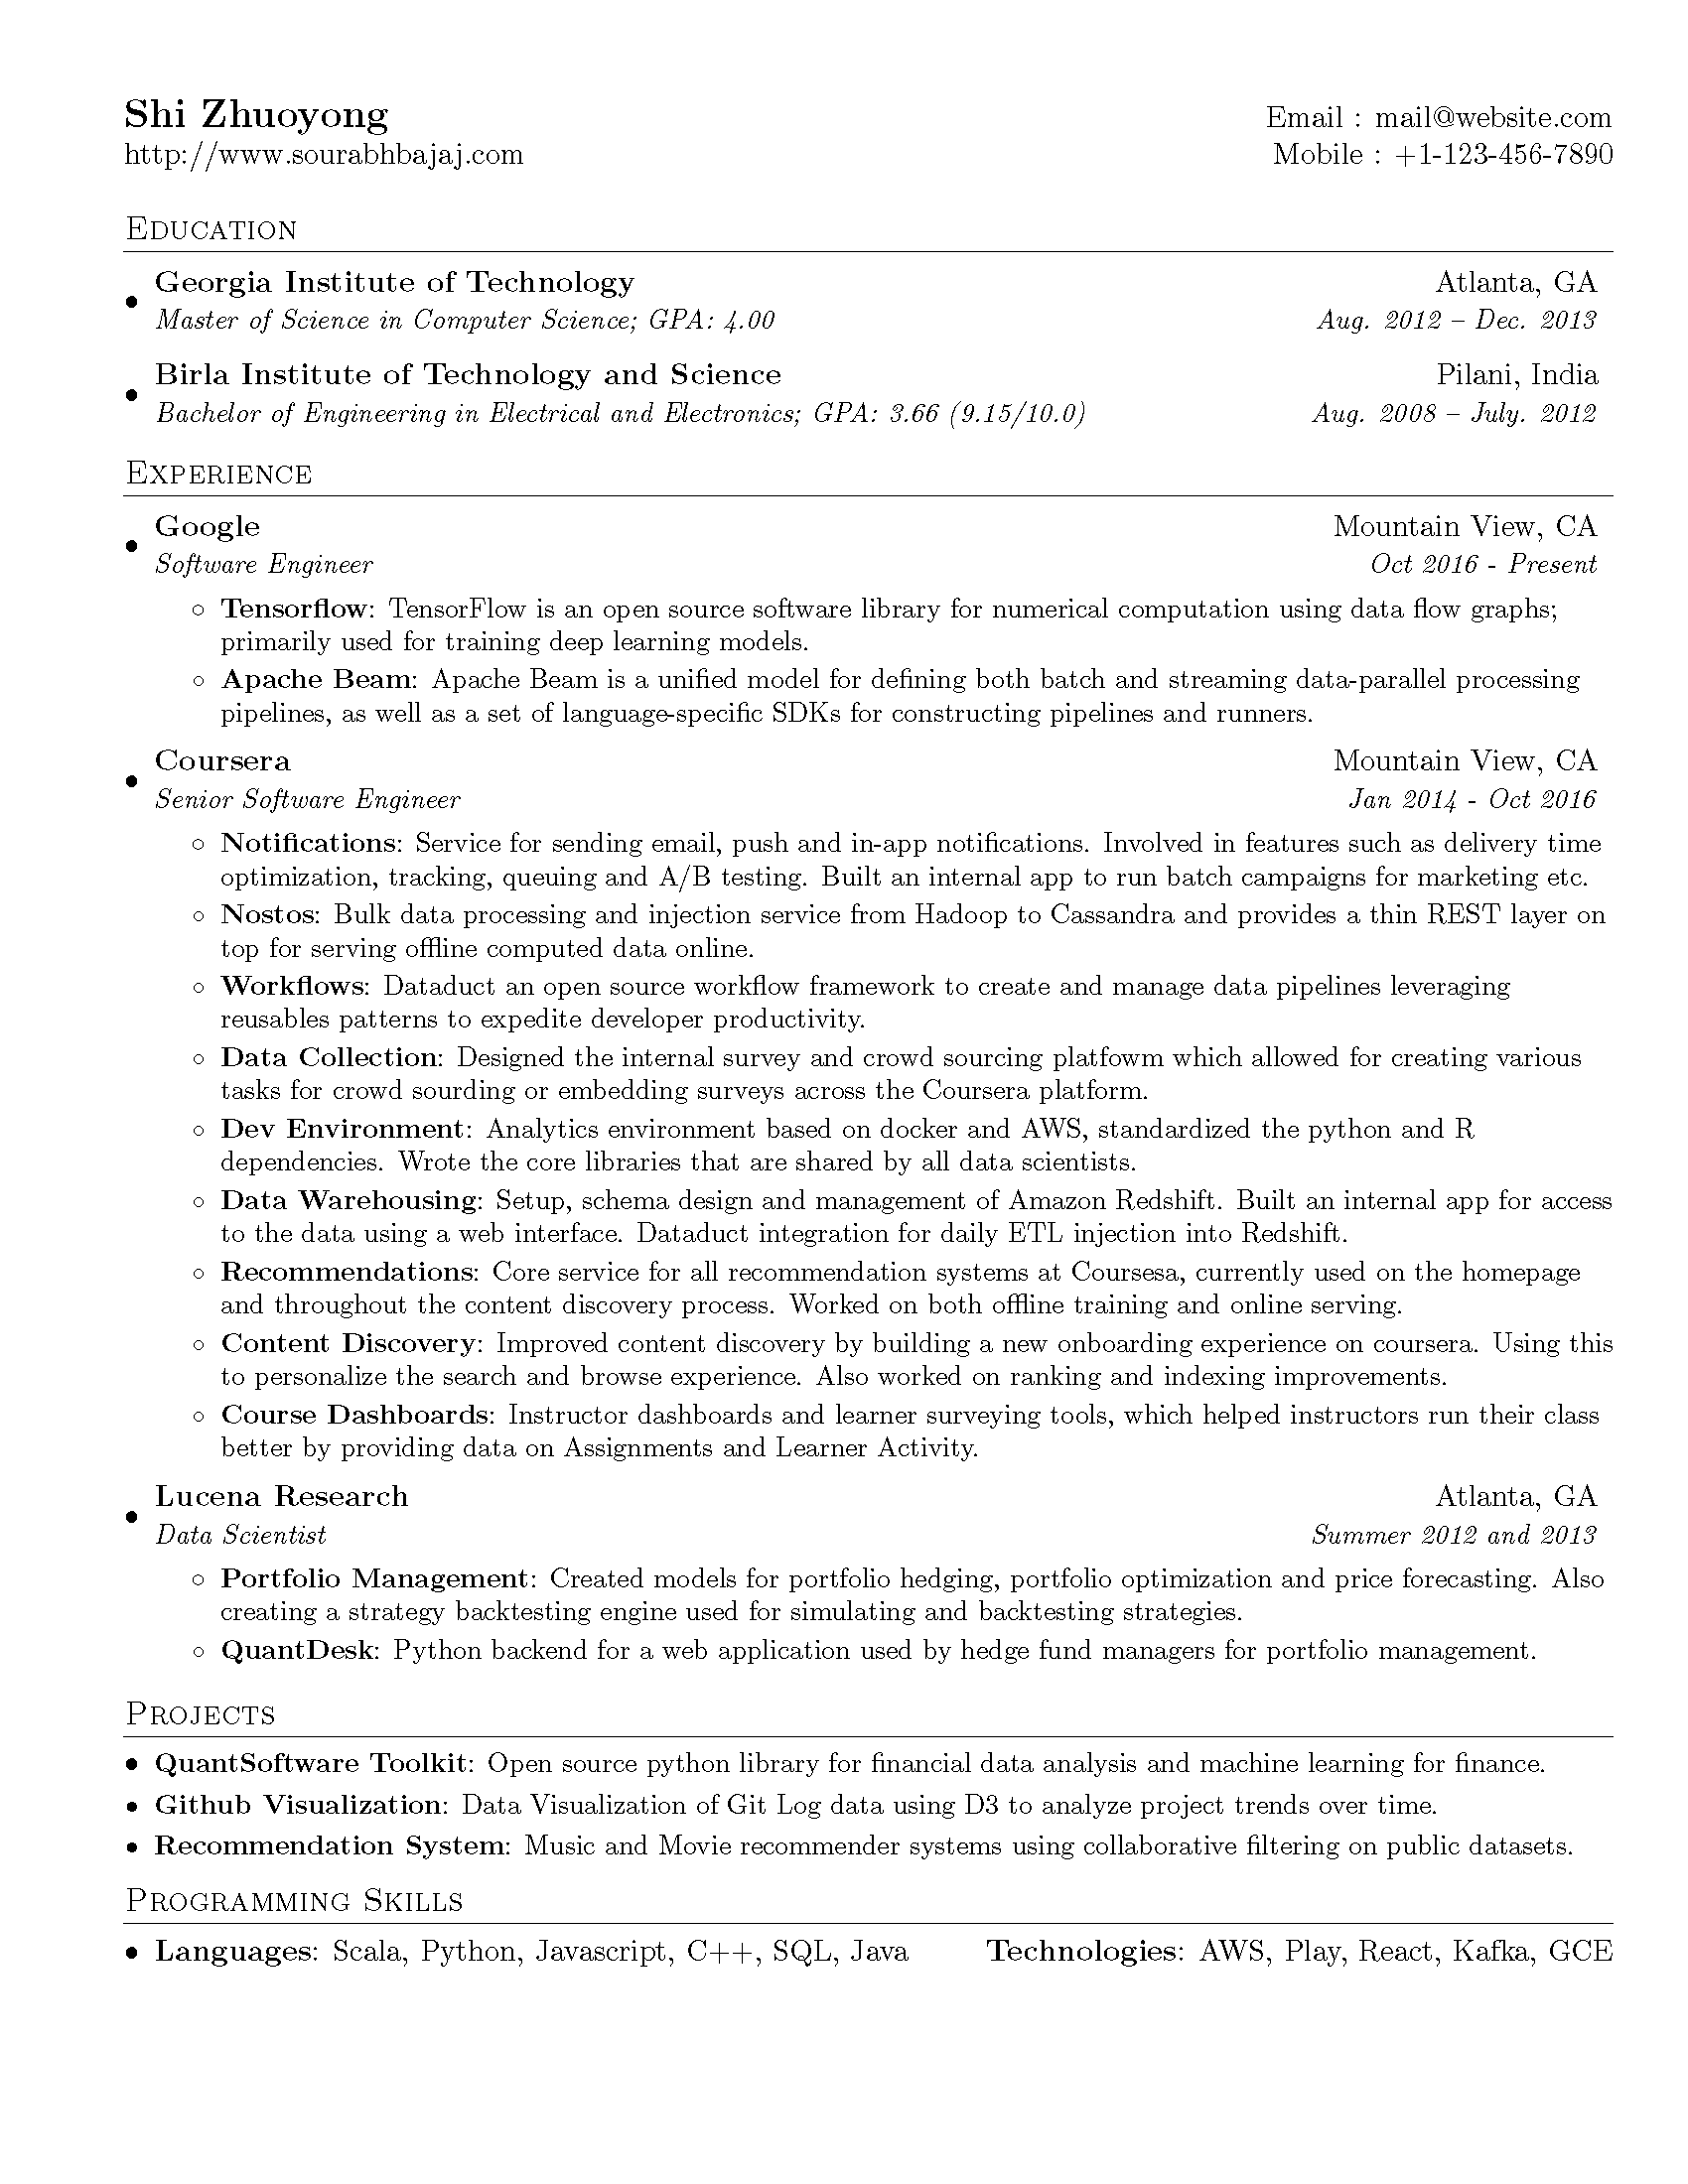 Shi Zhuoyong Email : mail@website.com
http://www.sourabhbajaj.com Mobile : +1-123-456-7890
Education
• Georgia Institute of Technology Atlanta, GA
Master of Science in Computer Science; GPA: 4.00 Aug. 2012 – Dec. 2013
• Birla Institute of Technology and Science Pilani, India
Bachelor of Engineering in Electrical and Electronics; GPA: 3.66 (9.15/10.0) Aug. 2008 – July. 2012
Experience
• Google Mountain View, CA
Software Engineer Oct 2016 - Present
◦ Tensorflow: TensorFlow is an open source software library for numerical computation using data flow graphs;
primarily used for training deep learning models.
◦ Apache Beam: Apache Beam is a unified model for defining both batch and streaming data-parallel processing
pipelines, as well as a set of language-specific SDKs for constructing pipelines and runners.
• Coursera Mountain View, CA
Senior Software Engineer Jan 2014 - Oct 2016
◦ Notifications: Service for sending email, push and in-app notifications. Involved in features such as delivery time
optimization, tracking, queuing and A/B testing. Built an internal app to run batch campaigns for marketing etc.
◦ Nostos: Bulk data processing and injection service from Hadoop to Cassandra and provides a thin REST layer on
top for serving offline computed data online.
◦ Workflows: Dataduct an open source workflow framework to create and manage data pipelines leveraging
reusables patterns to expedite developer productivity.
◦ Data Collection: Designed the internal survey and crowd sourcing platfowm which allowed for creating various
tasks for crowd sourding or embedding surveys across the Coursera platform.
◦ Dev Environment: Analytics environment based on docker and AWS, standardized the python and R
dependencies. Wrote the core libraries that are shared by all data scientists.
◦ Data Warehousing: Setup, schema design and management of Amazon Redshift. Built an internal app for access
to the data using a web interface. Dataduct integration for daily ETL injection into Redshift.
◦ Recommendations: Core service for all recommendation systems at Coursesa, currently used on the homepage
and throughout the content discovery process. Worked on both offline training and online serving.
◦ Content Discovery: Improved content discovery by building a new onboarding experience on coursera. Using this
to personalize the search and browse experience. Also worked on ranking and indexing improvements.
◦ Course Dashboards: Instructor dashboards and learner surveying tools, which helped instructors run their class
better by providing data on Assignments and Learner Activity.
• Lucena Research Atlanta, GA
Data Scientist Summer 2012 and 2013
◦ Portfolio Management: Created models for portfolio hedging, portfolio optimization and price forecasting. Also
creating a strategy backtesting engine used for simulating and backtesting strategies.
◦ QuantDesk: Python backend for a web application used by hedge fund managers for portfolio management.
Projects
• QuantSoftware Toolkit: Open source python library for financial data analysis and machine learning for finance.
• Github Visualization: Data Visualization of Git Log data using D3 to analyze project trends over time.
• Recommendation System: Music and Movie recommender systems using collaborative filtering on public datasets.
Programming Skills
• Languages: Scala, Python, Javascript, C++, SQL, Java Technologies: AWS, Play, React, Kafka, GCE